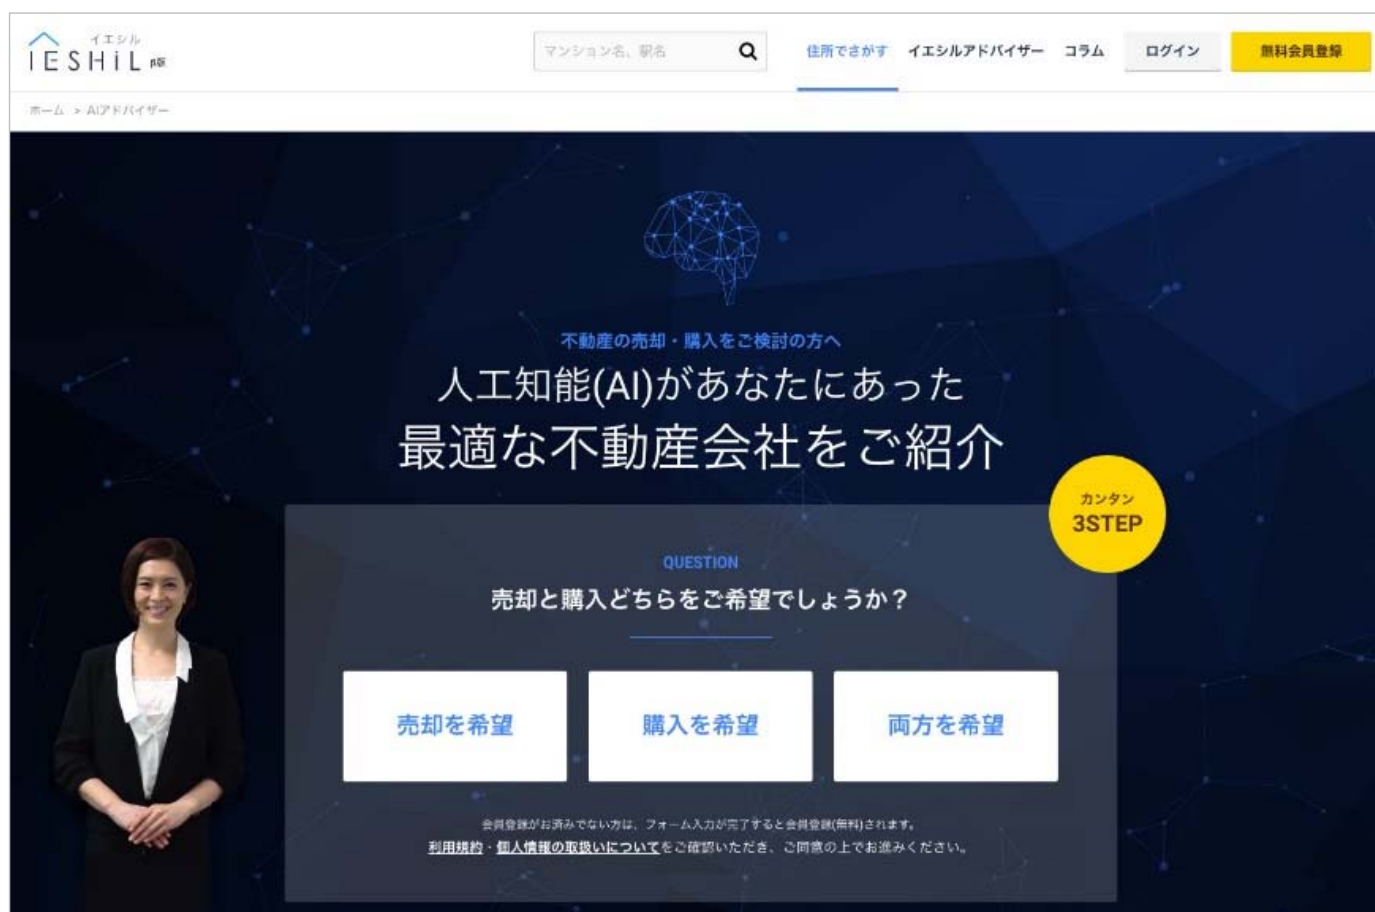 イエシル
IESHiL β版
マンション名、駅名
住所でさがす
イエシルアドバイザー
コラム
ログイン
無料会員登録
ホーム > AIアドバイザー
不動産の売却・購入をご検討の方へ
人工知能(AI)があなたにあった
最適な不動産会社をご紹介
カンタン
3STEP
QUESTION
売却と購入どちらをご希望でしょうか？
売却を希望
購入を希望
両方を希望
会員登録がお済みでない方は、フォーム入力が完了すると会員登録(無料)されます。
利用規約・個人情報の取扱いについてをご確認いただき、ご同意の上でお進みください。